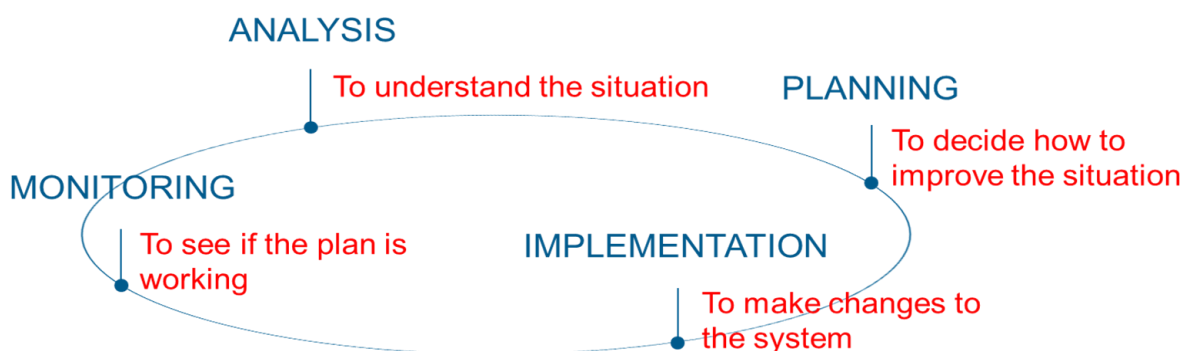 ANALYSIS
To understand the situation
PLANNING
To decide how to
improve the situation
MONITORING
To see if the plan is
working
IMPLEMENTATION
To make changes to
the system